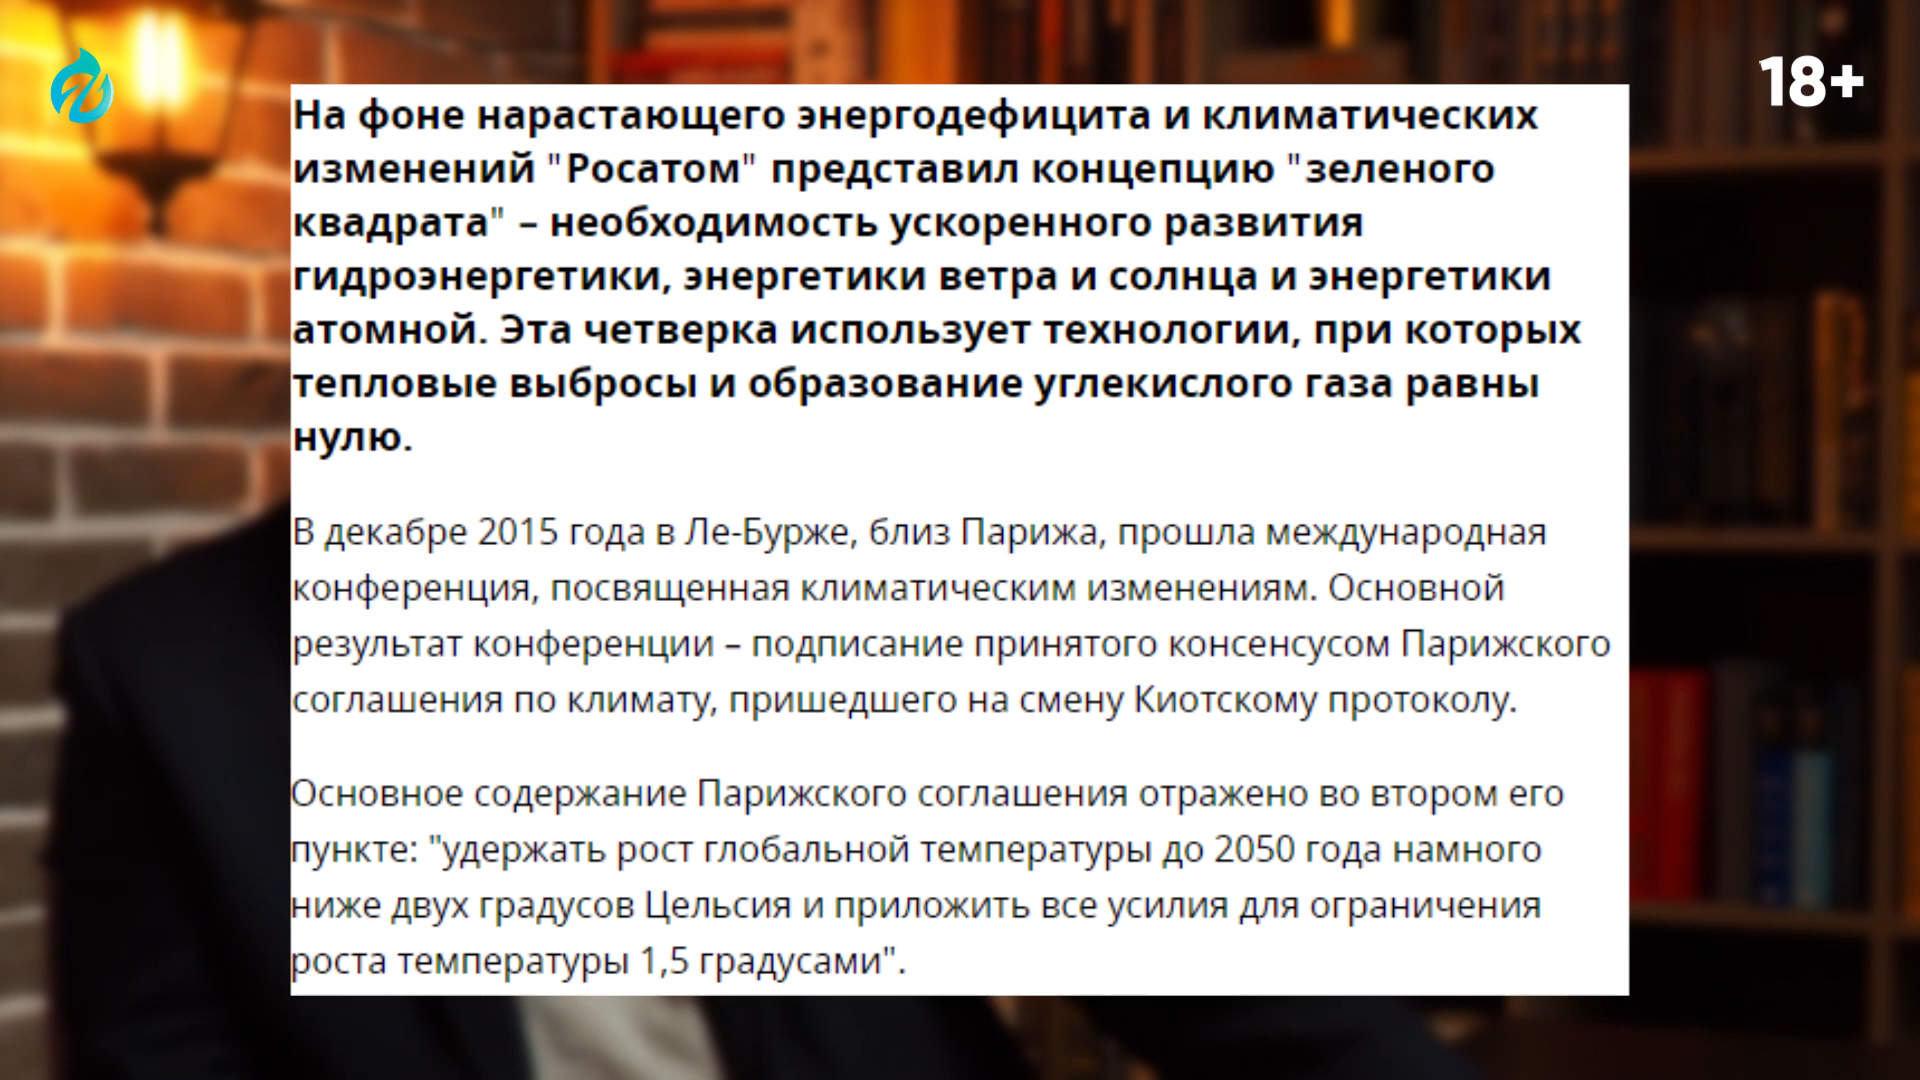 18+
На фоне нарастающего энергодефицита и климатических
изменений "Росатом" представил концепцию "зеленого
квадрата" – необходимость ускоренного развития
гидроэнергетики, энергетики ветра и солнца и энергетики
атомной. Эта четверка использует технологии, при которых
тепловые выбросы и образование углекислого газа равны
нулю.
В декабре 2015 года в Ле-Бурже, близ Парижа, прошла международная
конференция, посвященная климатическим изменениям. Основной
результат конференции – подписание принятого консенсусом Парижского
соглашения по климату, пришедшего на смену Киотскому протоколу.
Основное содержание Парижского соглашения отражено во втором его
пункте: "удержать рост глобальной температуры до 2050 года намного
ниже двух градусов Цельсия и приложить все усилия для ограничения
роста температуры 1,5 градусами".